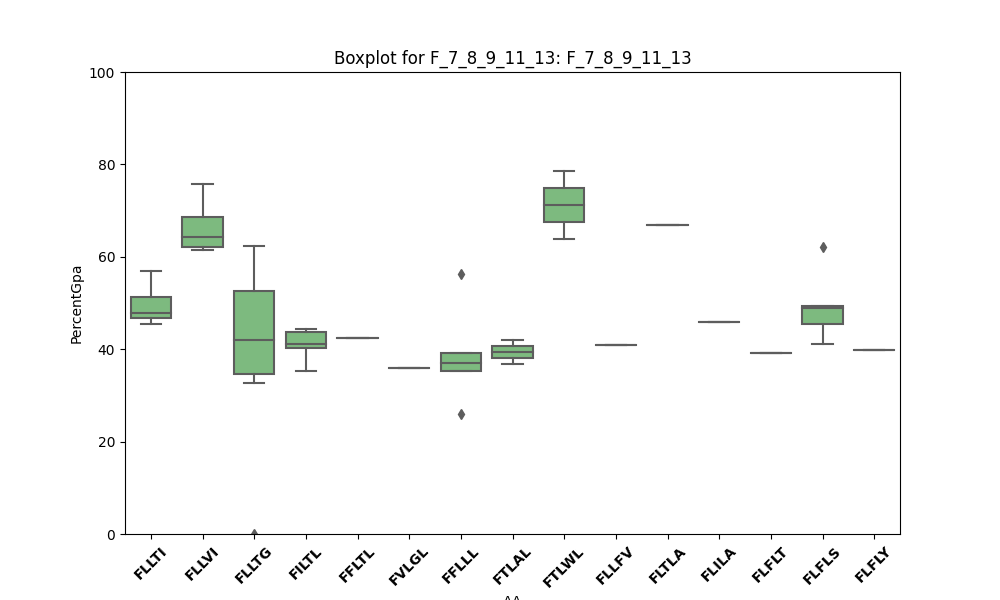 Boxplot for F_7_8_9_11_13: F_7_8_9_11_13
100
80
60
40
20
0
PercentGpa
FLLTI
FLLVI
FLLTG
FILTL
FFLTL
FVLGL
FFLLL
FTLAL
FTLWL
FLLFV
FLTLA
FLILA
FLFLT
FLFLS
FLFLY